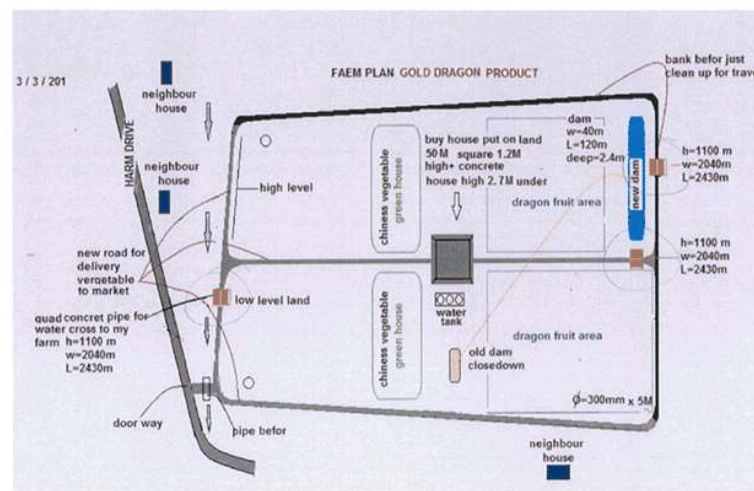 3 / 3 / 201
FAEM PLAN GOLD DRAGON PRODUCT
bank befor just
clean up for trave
neighbour
house
HARM DRIVE
neighbour
house
high level
chiness vegetable
green house
buy house put on land
50 M square 1.2M
high+ concrete
house high 2.7M under
dam
w=40m
L=120m
deep=2.4m
new dam
h=1100 m
w=2040m
L=2430m
dragon fruit area
new road for
delivery
vergetable
to market
h=1100 m
w=2040m
L=2430m
low level land
quad concret pipe for
water cross to my
farm h=1100 m
w=2040m
L=2430m
water
tank
chiness vegetable
green house
dragon fruit area
old dam
closedown
ϕ=300mm x 5M
door way
pipe befor
neighbour
house